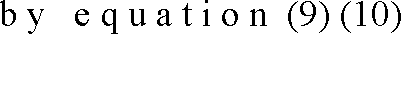 by equation (9) (10)